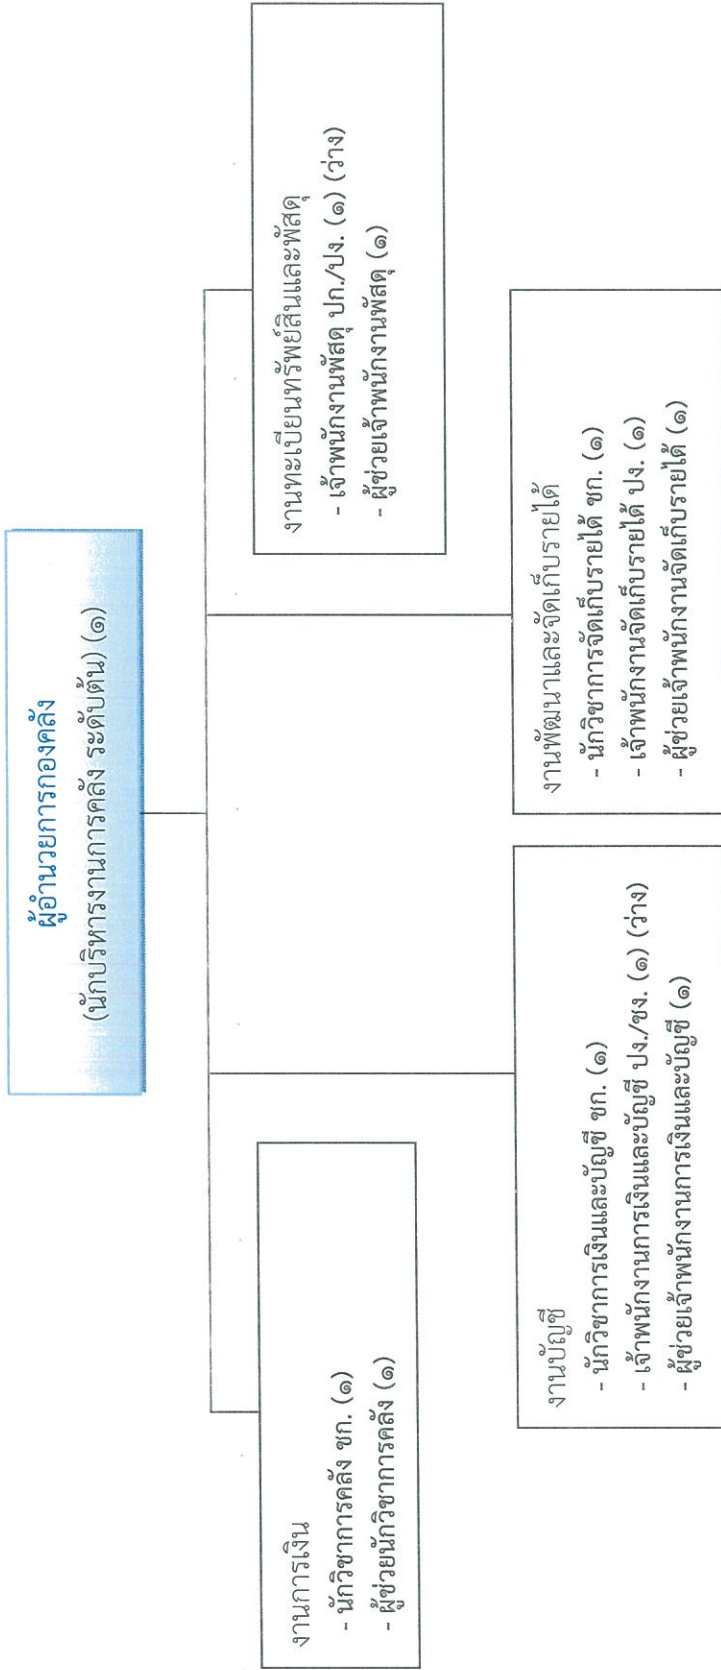 ผู้อำนวยการกองคลัง
(นักบริหารงานการคลัง ระดับต้น) (๑)
งานการเงิน
- นักวิชาการคลัง ชก. (๑)
- ผู้ช่วยนักวิชาการคลัง (๑)
งานบัญชี
- นักวิชาการเงินและบัญชี ชก. (๑)
- เจ้าพนักงานการเงินและบัญชี ปง./ชง. (๑) (ว่าง)
- ผู้ช่วยเจ้าพนักงานการเงินและบัญชี (๑)
งานพัฒนาและจัดเก็บรายได้
- นักวิชาการจัดเก็บรายได้ ชก. (๑)
- เจ้าพนักงานจัดเก็บรายได้ ปง. (๑)
- ผู้ช่วยเจ้าพนักงานจัดเก็บรายได้ (๑)
งานทะเบียนทรัพย์สินและพัสดุ
- เจ้าพนักงานพัสดุ ปก./ปง. (๑) (ว่าง)
- ผู้ช่วยเจ้าพนักงานพัสดุ (๑)